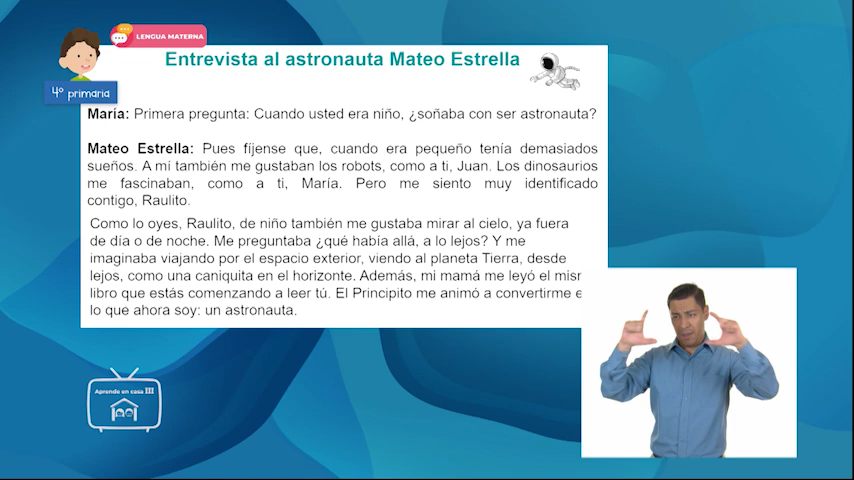 LENGUA MATERNA
4º primaria
Entrevista al astronauta Mateo Estrella
María: Primera pregunta: Cuando usted era niño, ¿soñaba con ser astronauta?
Mateo Estrella: Pues fíjense que, cuando era pequeño tenía demasiados
sueños. A mí también me gustaban los robots, como a ti, Juan. Los dinosaurios
me fascinaban, como a ti, María. Pero me siento muy identificado
contigo, Raulito.
Como lo oyes, Raulito, de niño también me gustaba mirar al cielo, ya fuera
de día o de noche. Me preguntaba ¿qué había allá, a lo lejos? Y me
imaginaba viajando por el espacio exterior, viendo al planeta Tierra, desde
lejos, como una caniquita en el horizonte. Además, mi mamá me leyó el
libro que estás comenzando a leer tú. El Principito me animó a convertirme
lo que ahora soy: un astronauta.
Aprende en casa III